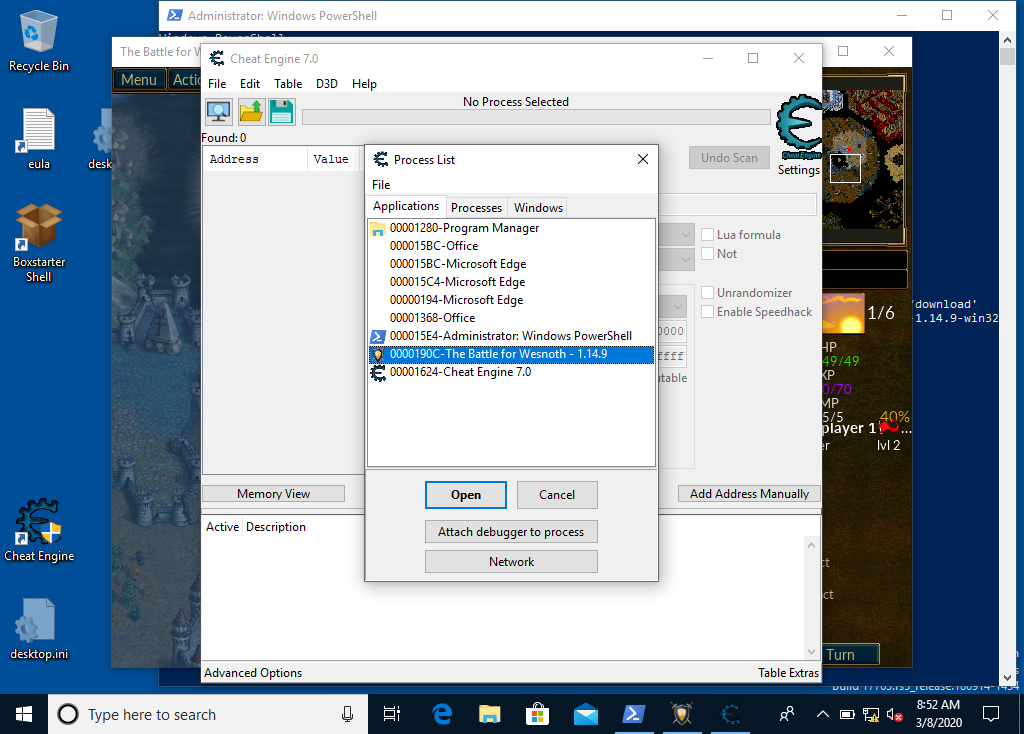 Recycle Bin
eula
desk
Boxstarter
Shell
Cheat Engine
desktop.ini
Administrator: Windows PowerShell
The Battle for W
Menu
Actio
Cheat Engine 7.0
File Edit Table D3D Help
No Process Selected
Found: 0
Address Value
Undo Scan
Cheat Engine
Settings
Process List
File
Applications Processes Windows
00001280-Program Manager
000015BC-Office
000015BC-Microsoft Edge
000015C4-Microsoft Edge
00000194-Microsoft Edge
00001368-Office
000015E4-Administrator: Windows PowerShell
0000190C-The Battle for Wesnoth - 1.14.9
00001624-Cheat Engine 7.0
Open Cancel
Attach debugger to process
Network
Lua formula
Not
Unrandomizer
Enable Speedhack
0000
ffff
utable
Memory View
Add Address Manually
Active Description
Advanced Options
Table Extras
/download'
-1.14.9-win32
1/6
HP
49/49
XP
0/70
MP
5/5 40%
player 1 ...
er lvl 2
ct
ect
Turn
Build 17763.rs5_release.180914-1434
Type here to search
8:52 AM
3/8/2020